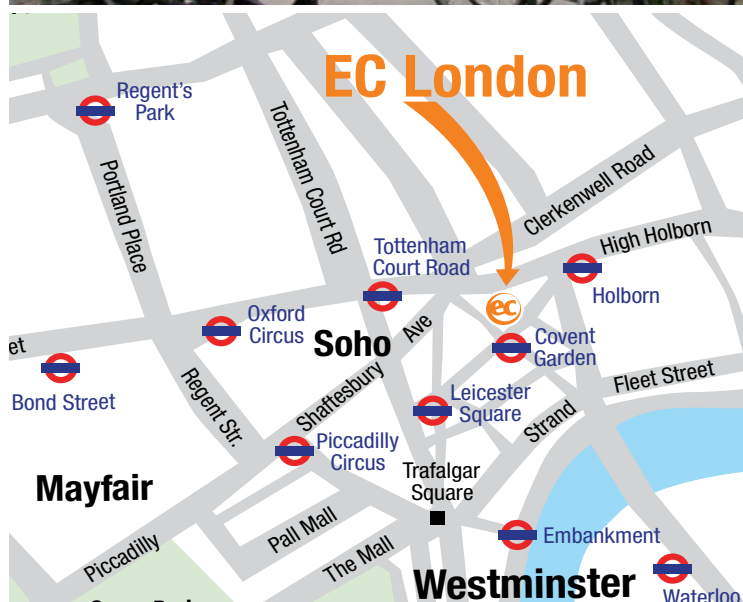 EC London
Regent's
Park
Tottenham Court Rd
Portland Place
Clerkenwell Road
High Holborn
Tottenham
Court Road
Holborn
ec
Oxford
Circus
Soho
Ave
Covent
Garden
et
Bond Street
Regent Str.
Shaftesbury
Leicester
Square
Strand
Fleet Street
Piccadilly
Circus
Mayfair
Trafalgar
Square
Pall Mall
Piccadilly
The Mall
Embankment
Westminster
Waterloo